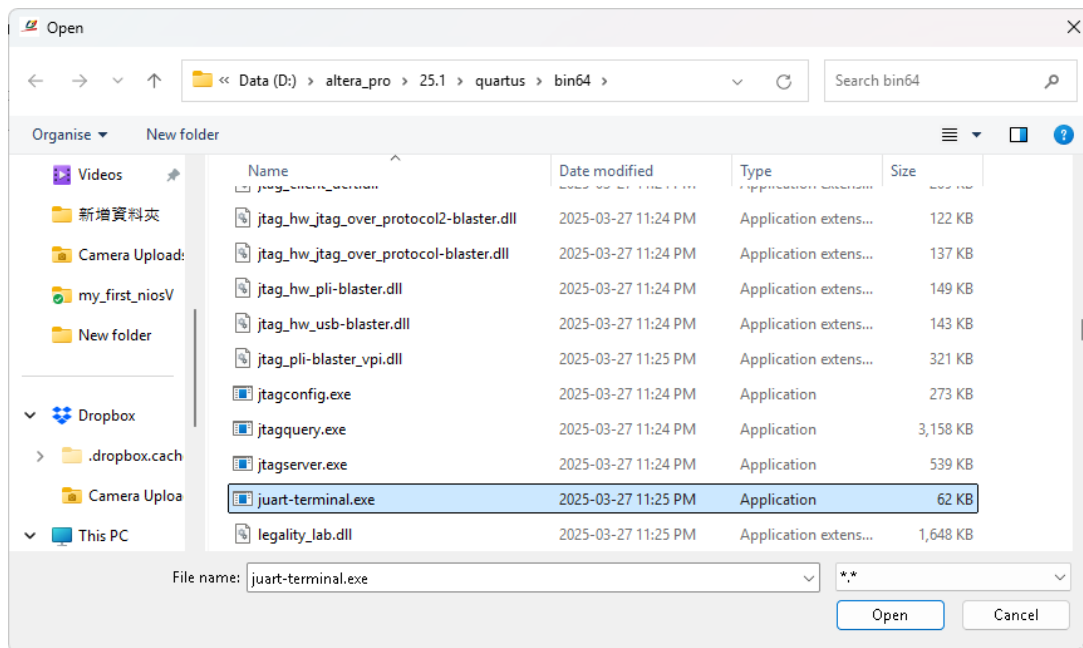 Open
« Data (D:) › altera_pro › 25.1 › quartus › bin64 ›
Search bin64
Organise
New folder
Videos
新增資料夾
Camera Uploads
my_first_niosV
New folder
Dropbox
.dropbox.cach
Camera Uploa
This PC
Name Date modified Type Size
jtag_hw_jtag_over_protocol2-blaster.dll 2025-03-27 11:24 PM Application extens... 122 KB
jtag_hw_jtag_over_protocol-blaster.dll 2025-03-27 11:24 PM Application extens... 137 KB
jtag_hw_pli-blaster.dll 2025-03-27 11:24 PM Application extens... 149 KB
jtag_hw_usb-blaster.dll 2025-03-27 11:24 PM Application extens... 143 KB
jtag_pli-blaster_vpi.dll 2025-03-27 11:25 PM Application extens... 321 KB
jtagconfig.exe 2025-03-27 11:24 PM Application 273 KB
jtagquery.exe 2025-03-27 11:24 PM Application 3,158 KB
jtagserver.exe 2025-03-27 11:24 PM Application 539 KB
juart-terminal.exe 2025-03-27 11:25 PM Application 62 KB
legality_lab.dll 2025-03-27 11:25 PM Application extens... 1,648 KB
File name: juart-terminal.exe
*.*
Open
Cancel